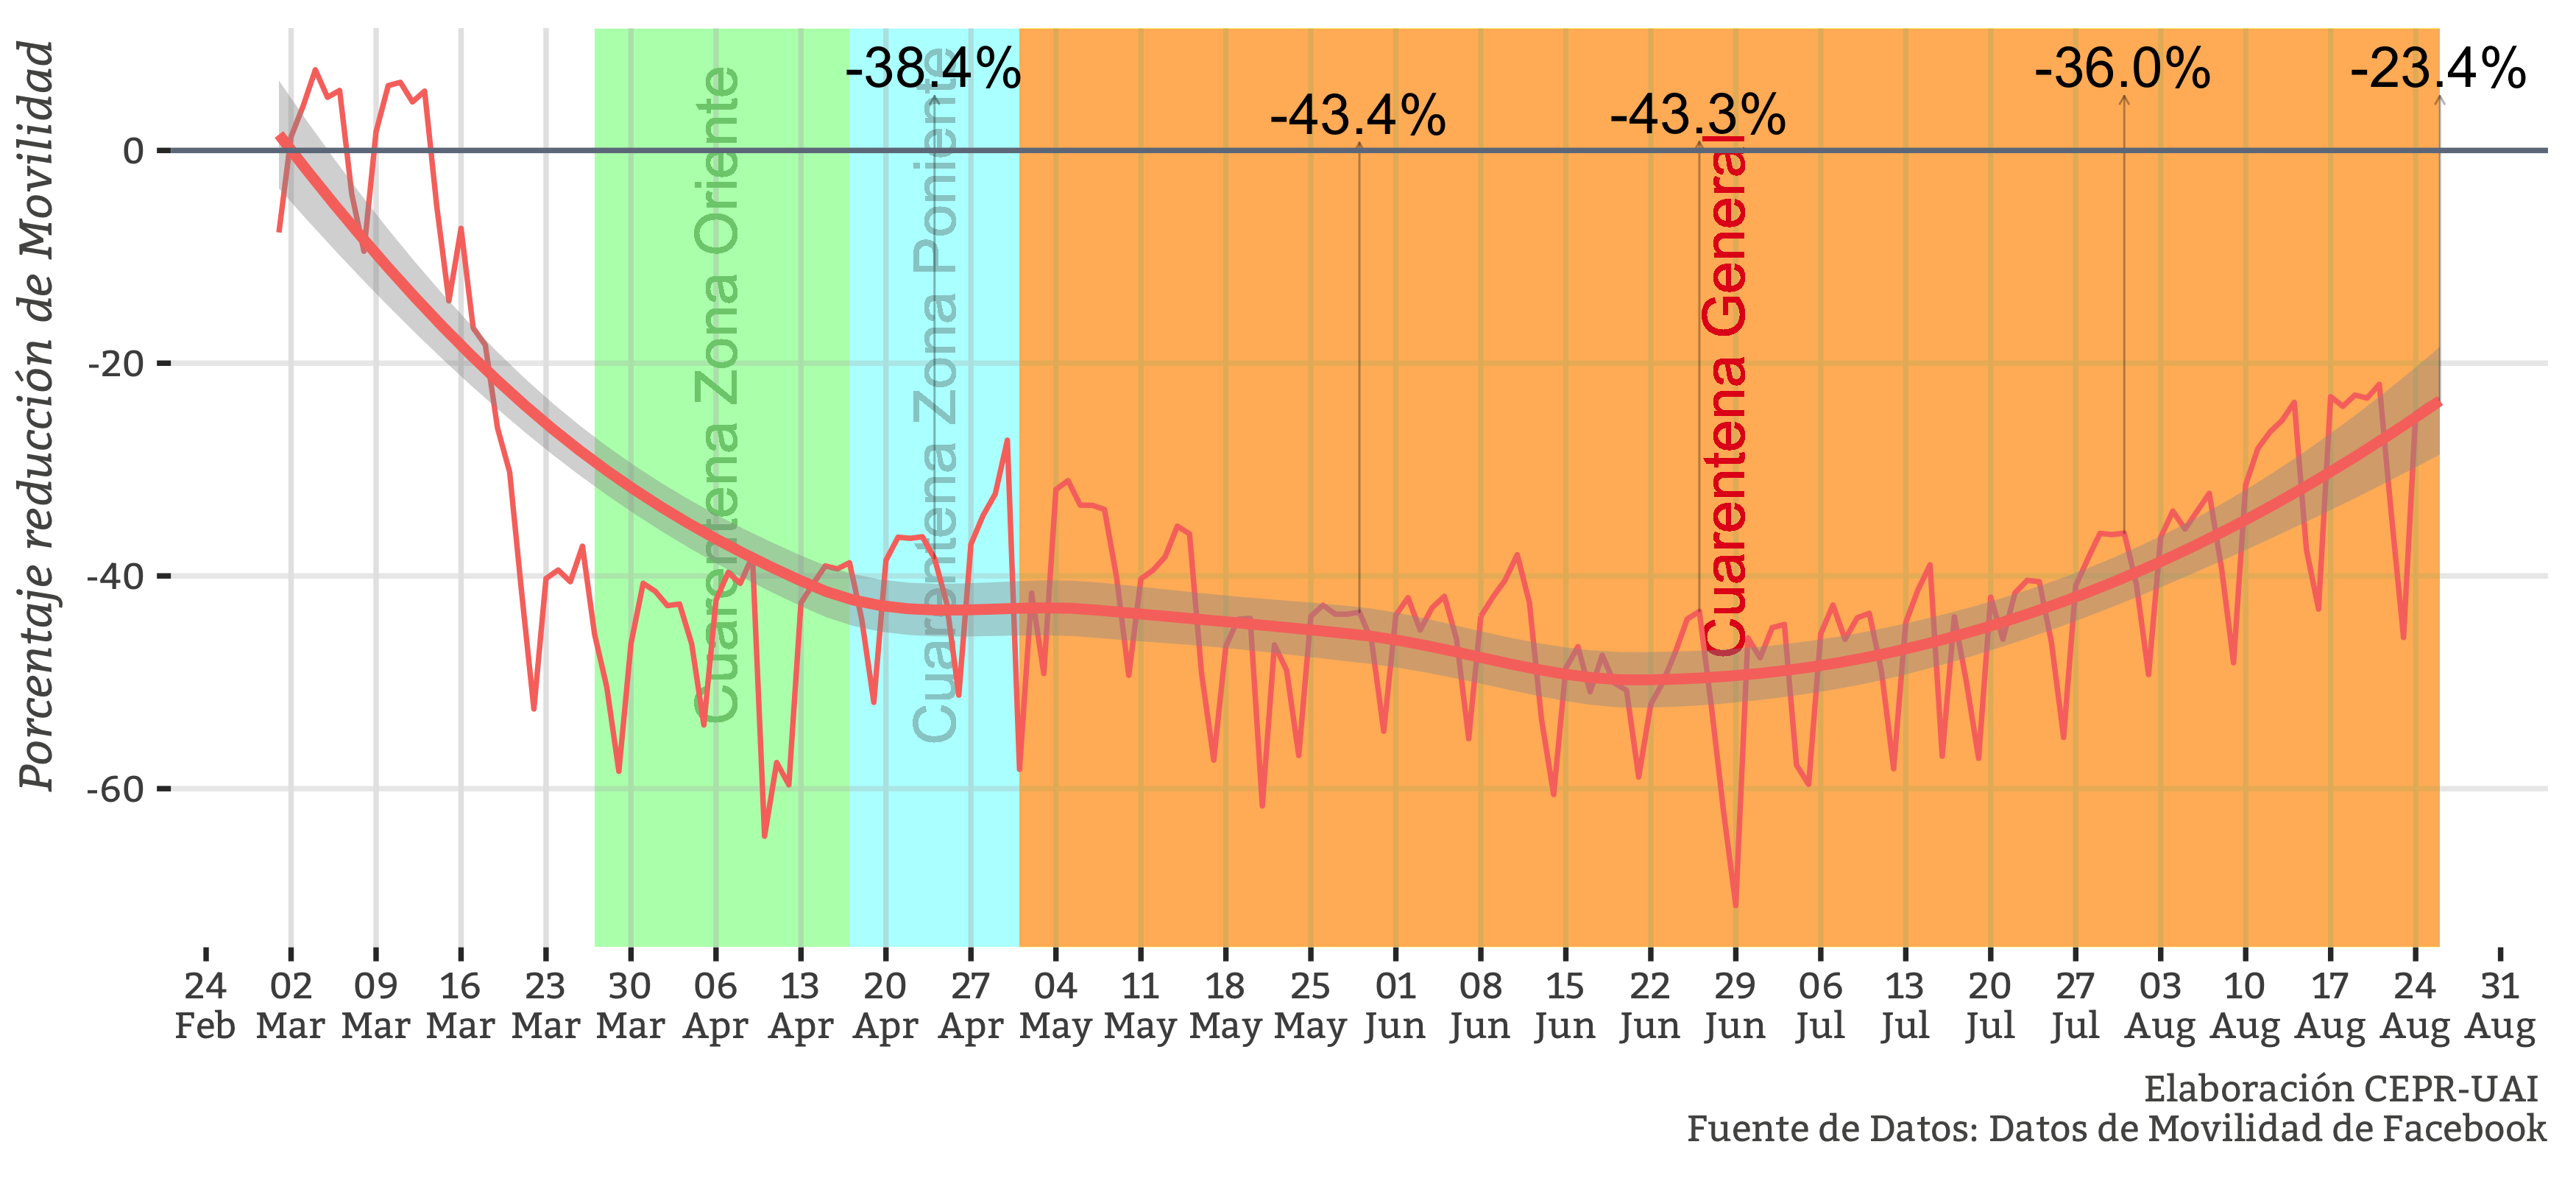 Porcentaje reducción de Movilidad
0
-20
-40
-60
Cuarentena Zona Oriente
Cuarentena Zona Poniente
Cuarentena General
-38.4%
-43.4%
-43.3%
-36.0%
-23.4%
24 02 09 16 23 30 06 13 20 27 04 11 18 25 01 08 15 22 29 06 13 20 27 03 10 17 24 31
Feb Mar Mar Mar Mar Mar Apr Apr Apr Apr May May May May Jun Jun Jun Jun Jun Jul Jul Jul Jul Aug Aug Aug Aug Aug
Elaboración CEPR-UAI
Fuente de Datos: Datos de Movilidad de Facebook